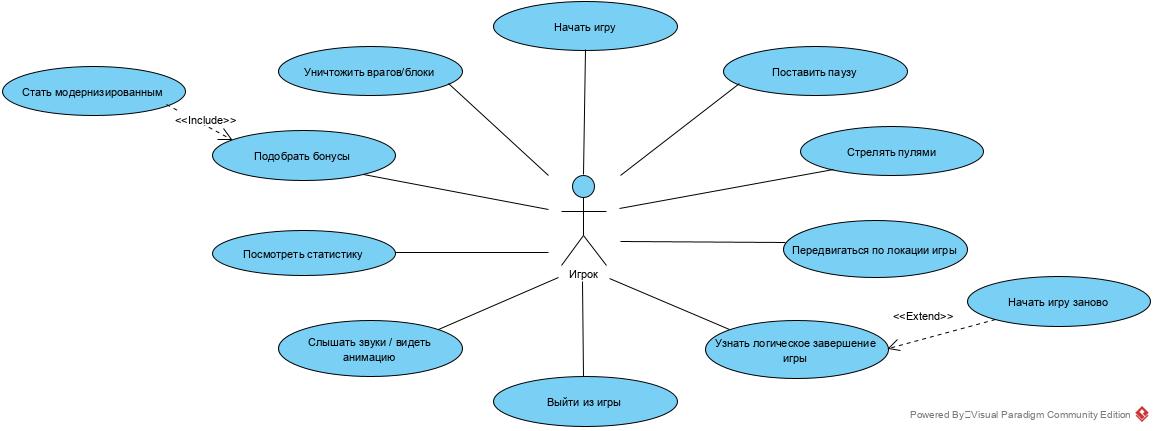 Начать игру
Уничтожить врагов/блоки
Поставить паузу
Стать модернизированным
<<Include>>
Подобрать бонусы
Стрелять пулями
Посмотреть статистику
Передвигаться по локации игры
Игрок
Начать игру заново
<<Extend>>
Слышать звуки / видеть
анимацию
Узнать логическое завершение
игры
Выйти из игры
Powered By Visual Paradigm Community Edition